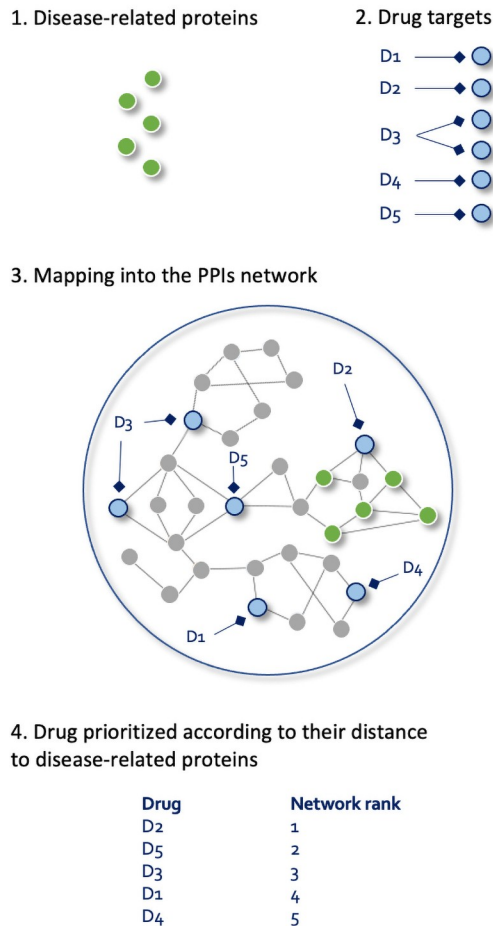 1. Disease-related proteins
2. Drug targets
D1
D2
D3
D4
D5
3. Mapping into the PPIs network
D2
D3
D5
D4
D1
4. Drug prioritized according to their distance
to disease-related proteins
Drug Network rank
D2 1
D5 2
D3 3
D1 4
D4 5